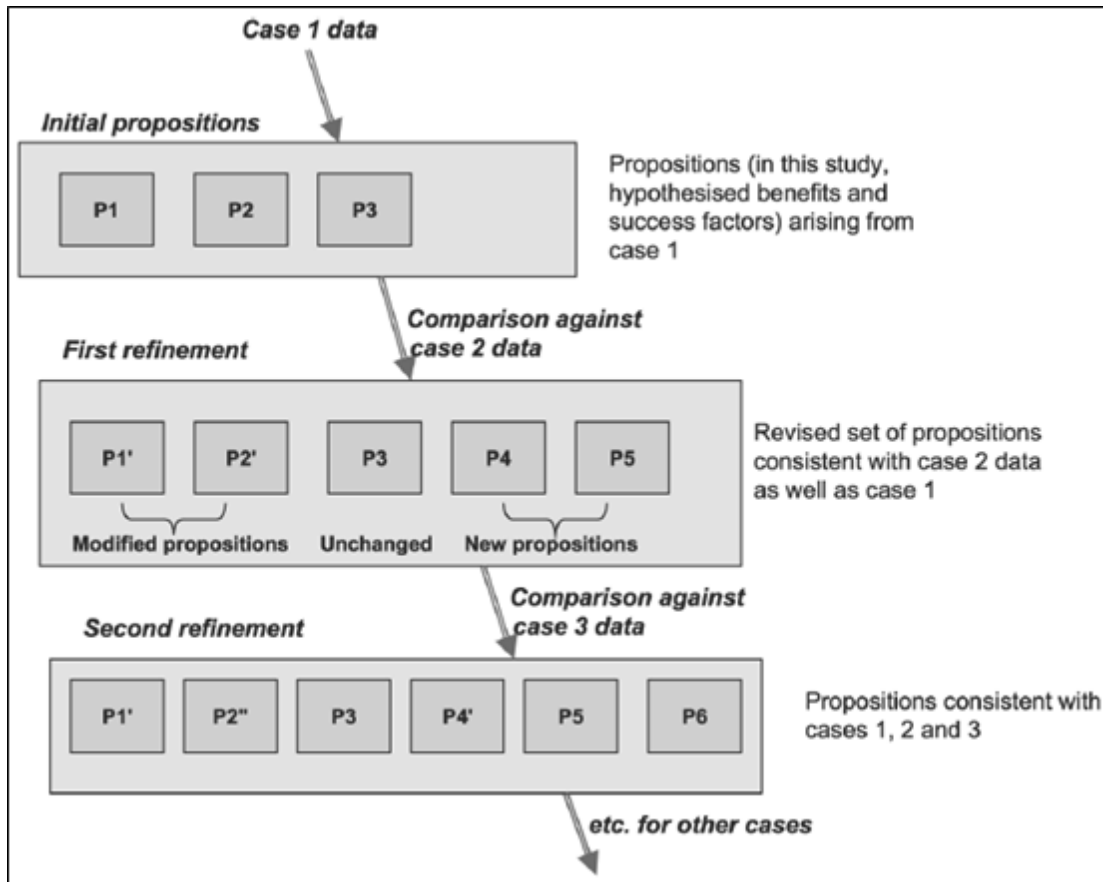 Case 1 data
Initial propositions
P1 P2 P3
Propositions (in this study,
hypothesised benefits and
success factors) arising from
case 1
Comparison against
case 2 data
First refinement
P1' P2' P3 P4 P5
Modified propositions Unchanged New propositions
Revised set of propositions
consistent with case 2 data
as well as case 1
Comparison against
case 3 data
Second refinement
P1' P2" P3 P4' P5 P6
Propositions consistent with
cases 1, 2 and 3
etc. for other cases